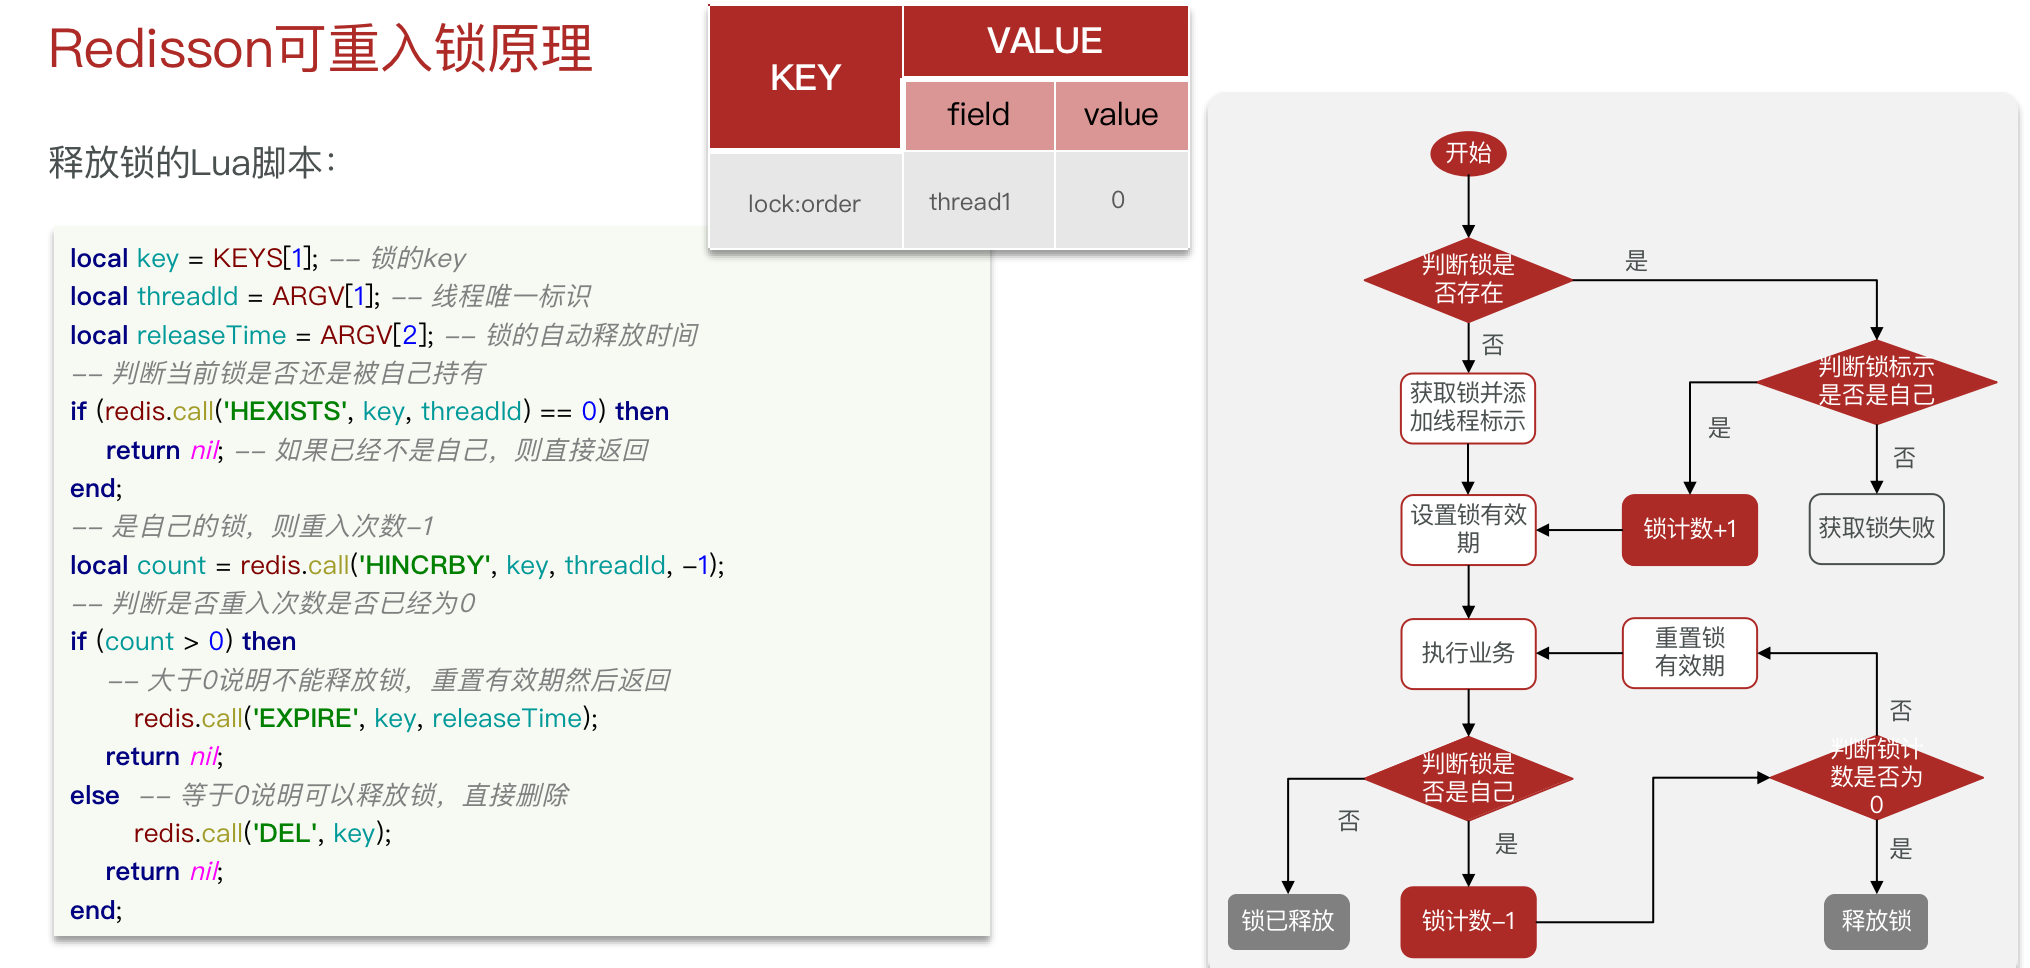 Redisson可重入锁原理
释放锁的Lua脚本：
KEY
VALUE
field
value
lock:order
thread1
0
local key = KEYS[1]; -- 锁的key
local threadId = ARGV[1]; -- 线程唯一标识
local releaseTime = ARGV[2]; -- 锁的自动释放时间
-- 判断当前锁是否还是被自己持有
if (redis.call('HEXISTS', key, threadId) == 0) then
return nil; -- 如果已经不是自己，则直接返回
end;
-- 是自己的锁，则重入次数-1
local count = redis.call('HINCRBY', key, threadId, -1);
-- 判断是否重入次数是否已经为0
if (count > 0) then
-- 大于0说明不能释放锁，重置有效期然后返回
redis.call('EXPIRE', key, releaseTime);
return nil;
else -- 等于0说明可以释放锁，直接删除
redis.call('DEL', key);
return nil;
end;
开始
判断锁是
否存在
是
否
判断锁标示
是否是自己
获取锁并添
加线程标示
是
否
设置锁有效
期
锁计数+1
获取锁失败
执行业务
重置锁
有效期
否
判断锁是
否是自己
判断锁计
数是否为
0
否
是
是
锁已释放
锁计数-1
释放锁